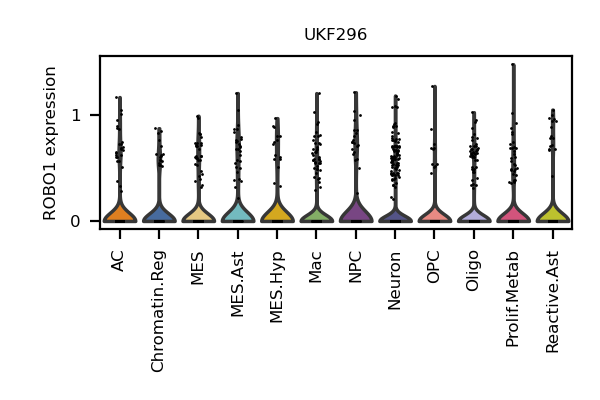 UKF296
ROBO1 expression
1
0
AC
Chromatin.Reg
MES
MES.Ast
MES.Hyp
Mac
NPC
Neuron
OPC
Oligo
Prolif.Metab
Reactive.Ast